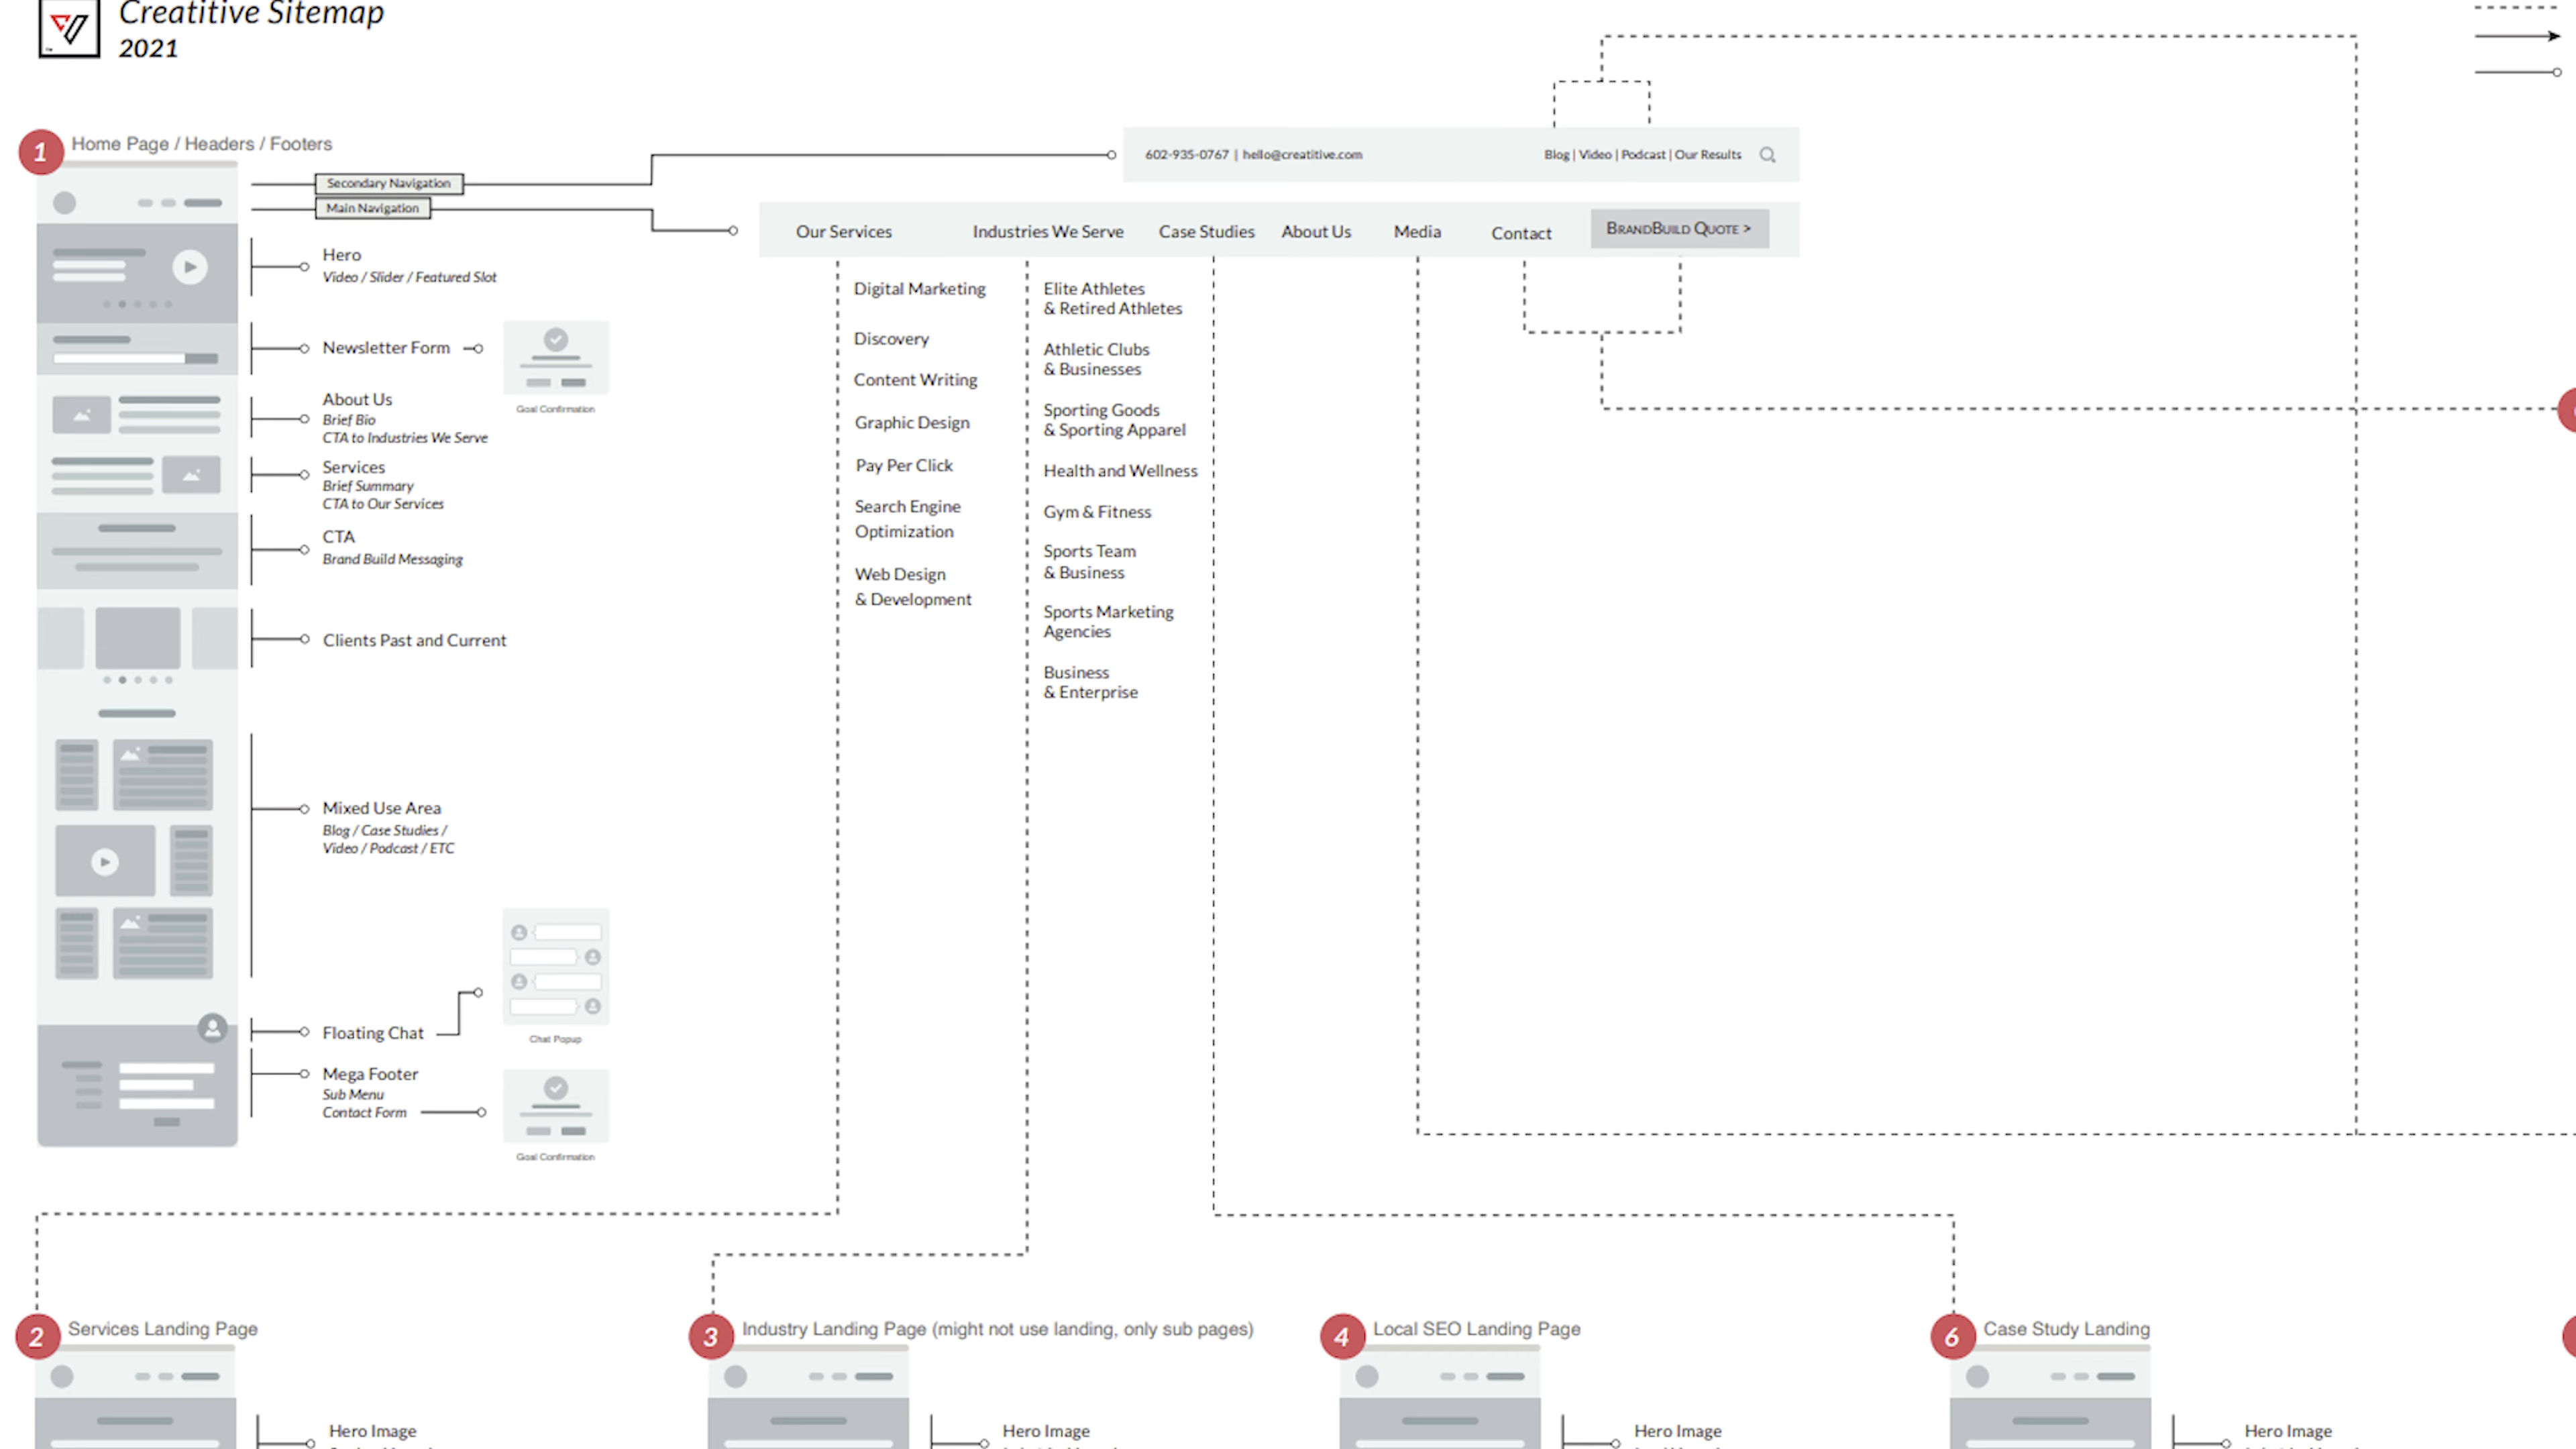 Creatitive Sitemap
2021
1
Home Page / Headers / Footers
Secondary Navigation
Main Navigation
602-935-0767 | hello@creatitive.com
Blog | Video | Podcast | Our Results
Our Services
Industries We Serve
Case Studies
About Us
Media
Contact
BRANDBUILD QUOTE >
Hero
Video / Slider / Featured Slot
Newsletter Form
Goal Confirmation
About Us
Brief Bio
CTA to Industries We Serve
Services
Brief Summary
CTA to Our Services
CTA
Brand Build Messaging
Clients Past and Current
Mixed Use Area
Blog / Case Studies /
Video / Podcast / ETC
Floating Chat
Chat Popup
Mega Footer
Sub Menu
Contact Form
Goal Confirmation
Digital Marketing
Discovery
Content Writing
Graphic Design
Pay Per Click
Search Engine
Optimization
Web Design
& Development
Elite Athletes
& Retired Athletes
Athletic Clubs
& Businesses
Sporting Goods
& Sporting Apparel
Health and Wellness
Gym & Fitness
Sports Team
& Business
Sports Marketing
Agencies
Business
& Enterprise
2
Services Landing Page
Hero Image
3
Industry Landing Page (might not use landing, only sub pages)
Hero Image
4
Local SEO Landing Page
Hero Image
6
Case Study Landing
Hero Image